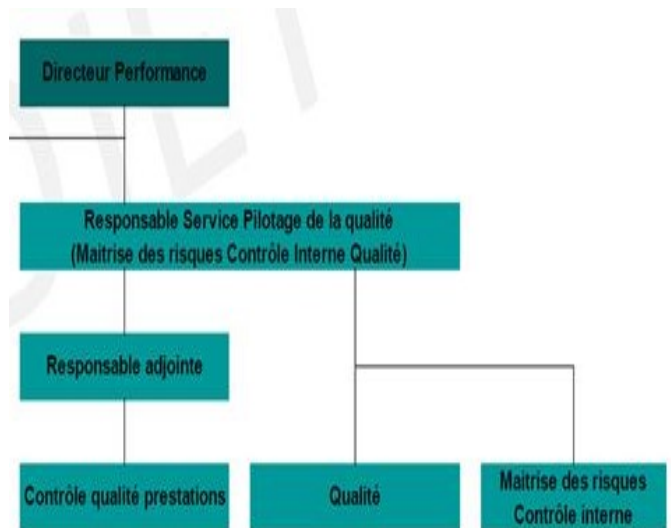 Directeur Performance
Responsable Service Pilotage de la qualité
(Maitrise des risques Contrôle Interne Qualité)
Responsable adjointe
Contrôle qualité prestations
Qualité
Maitrise des risques
Contrôle interne